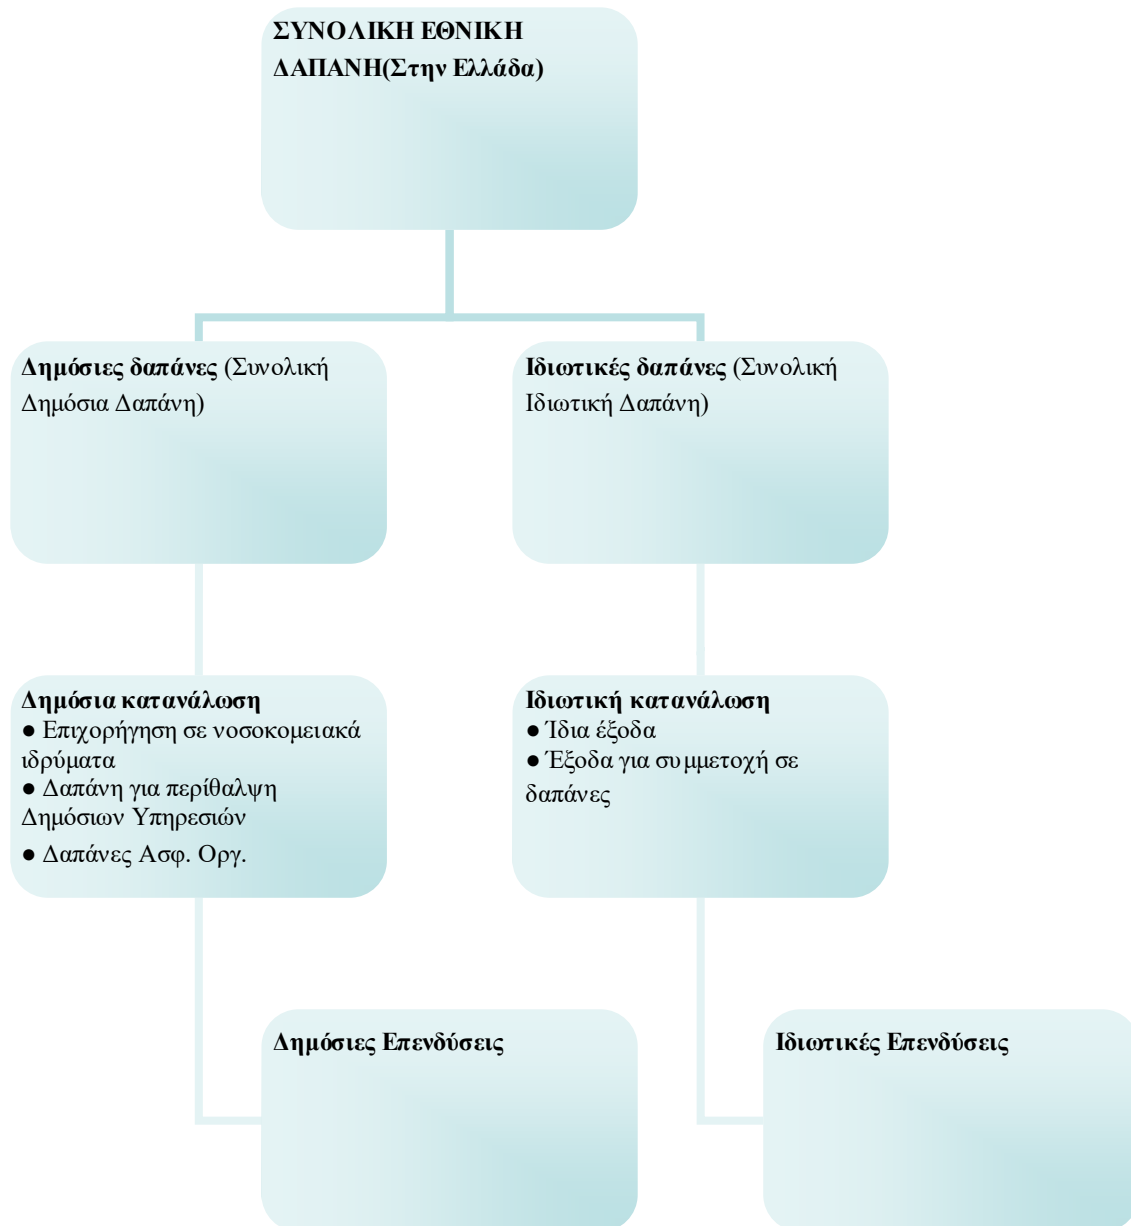 ΣΥΝΟΛΙΚΗ ΕΘΝΙΚΗ
ΔΑΠΑΝΗ(Στην Ελλάδα)
Δημόσιες δαπάνες (Συνολική
Δημόσια Δαπάνη)
Ιδιωτικές δαπάνες (Συνολική
Ιδιωτική Δαπάνη)
Δημόσια κατανάλωση
● Επιχορήγηση σε νοσοκομειακά
ιδρύματα
● Δαπάνη για περίθαλψη
Δημόσιων Υπηρεσιών
● Δαπάνες Ασφ. Οργ.
Ιδιωτική κατανάλωση
● Ίδια έξοδα
● Έξοδα για συμμετοχή σε
δαπάνες
Δημόσιες Επενδύσεις
Ιδιωτικές Επενδύσεις